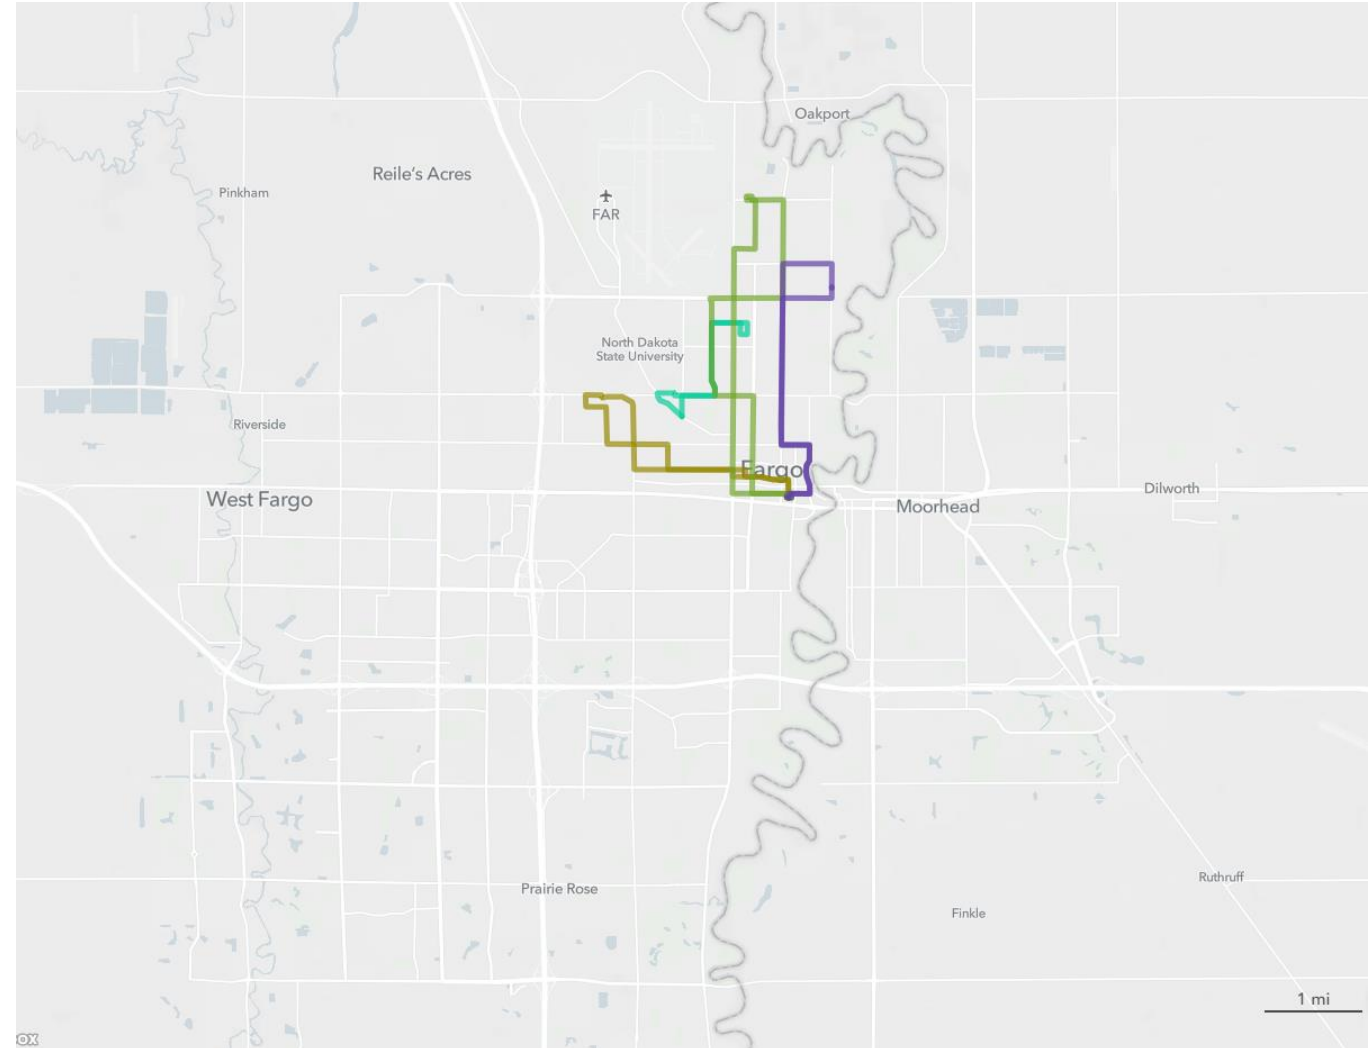 Oakport
Reile's Acres
Pinkham
FAR
North Dakota
State University
Riverside
Fargo
West Fargo
Dilworth
Moorhead
Prairie Rose
Ruthruff
Finkle
1 mi
ox